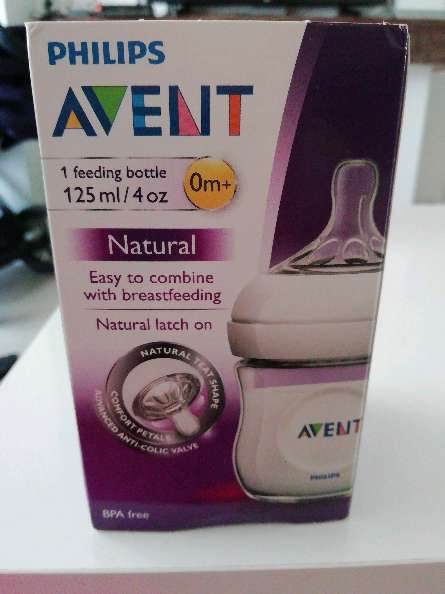 PHILIPS
AVENT
1 feeding bottle
125 ml / 4 oz
0m+
Natural
Easy to combine
with breastfeeding
Natural latch on
NATURAL TEAT SHAPE
COMFORT PETALS
ADVANCED ANTI-COLIC VALVE
AVENT
PHILIPS
BPA free